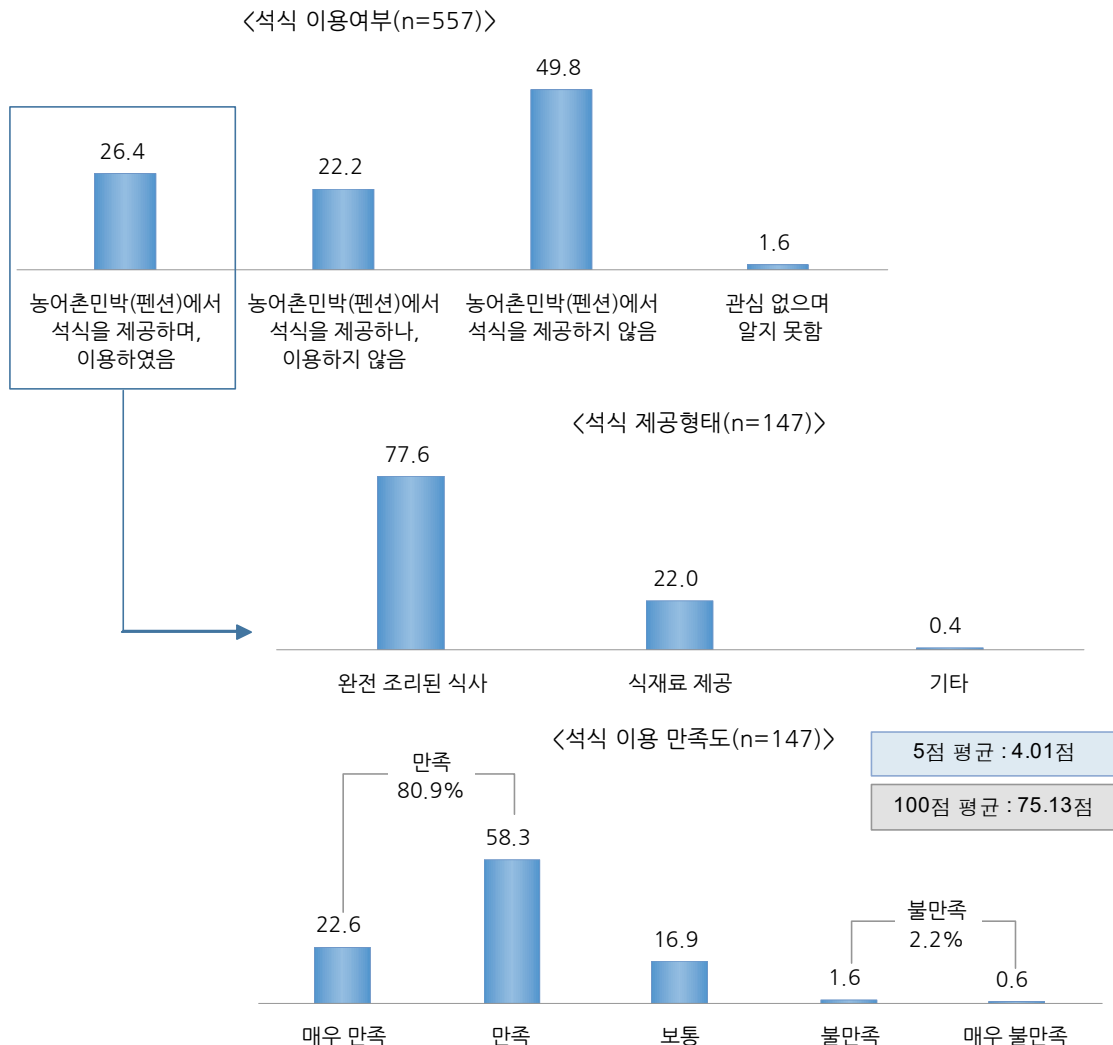 〈석식 이용여부(n=557)〉
49.8
26.4
22.2
1.6
농어촌민박(펜션)에서
석식을 제공하며,
이용하였음
농어촌민박(펜션)에서
석식을 제공하나,
이용하지 않음
농어촌민박(펜션)에서
석식을 제공하지 않음
관심 없으며
알지 못함
〈석식 제공형태(n=147)〉
77.6
22.0
0.4
완전 조리된 식사
식재료 제공
기타
〈석식 이용 만족도(n=147)〉
5점 평균 : 4.01점
100점 평균 : 75.13점
만족
80.9%
58.3
22.6
16.9
불만족
2.2%
1.6
0.6
매우 만족
만족
보통
불만족
매우 불만족